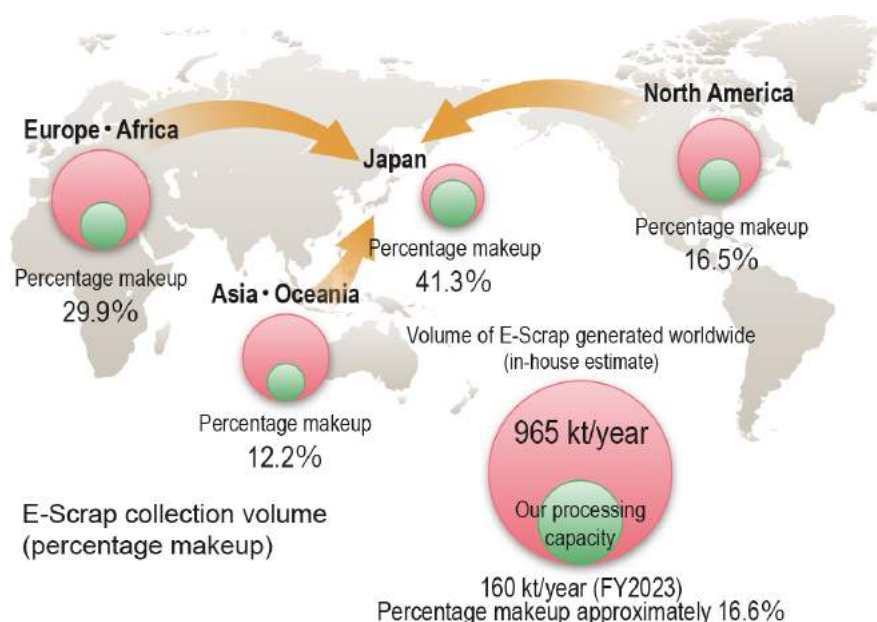 North America
Percentage makeup
16.5%
Europe・Africa
Percentage makeup
29.9%
Japan
Percentage makeup
41.3%
Asia・Oceania
Percentage makeup
12.2%
Volume of E-Scrap generated worldwide
(in-house estimate)
965 kt/year
Our processing
capacity
160 kt/year (FY2023)
Percentage makeup approximately 16.6%
E-Scrap collection volume
(percentage makeup)